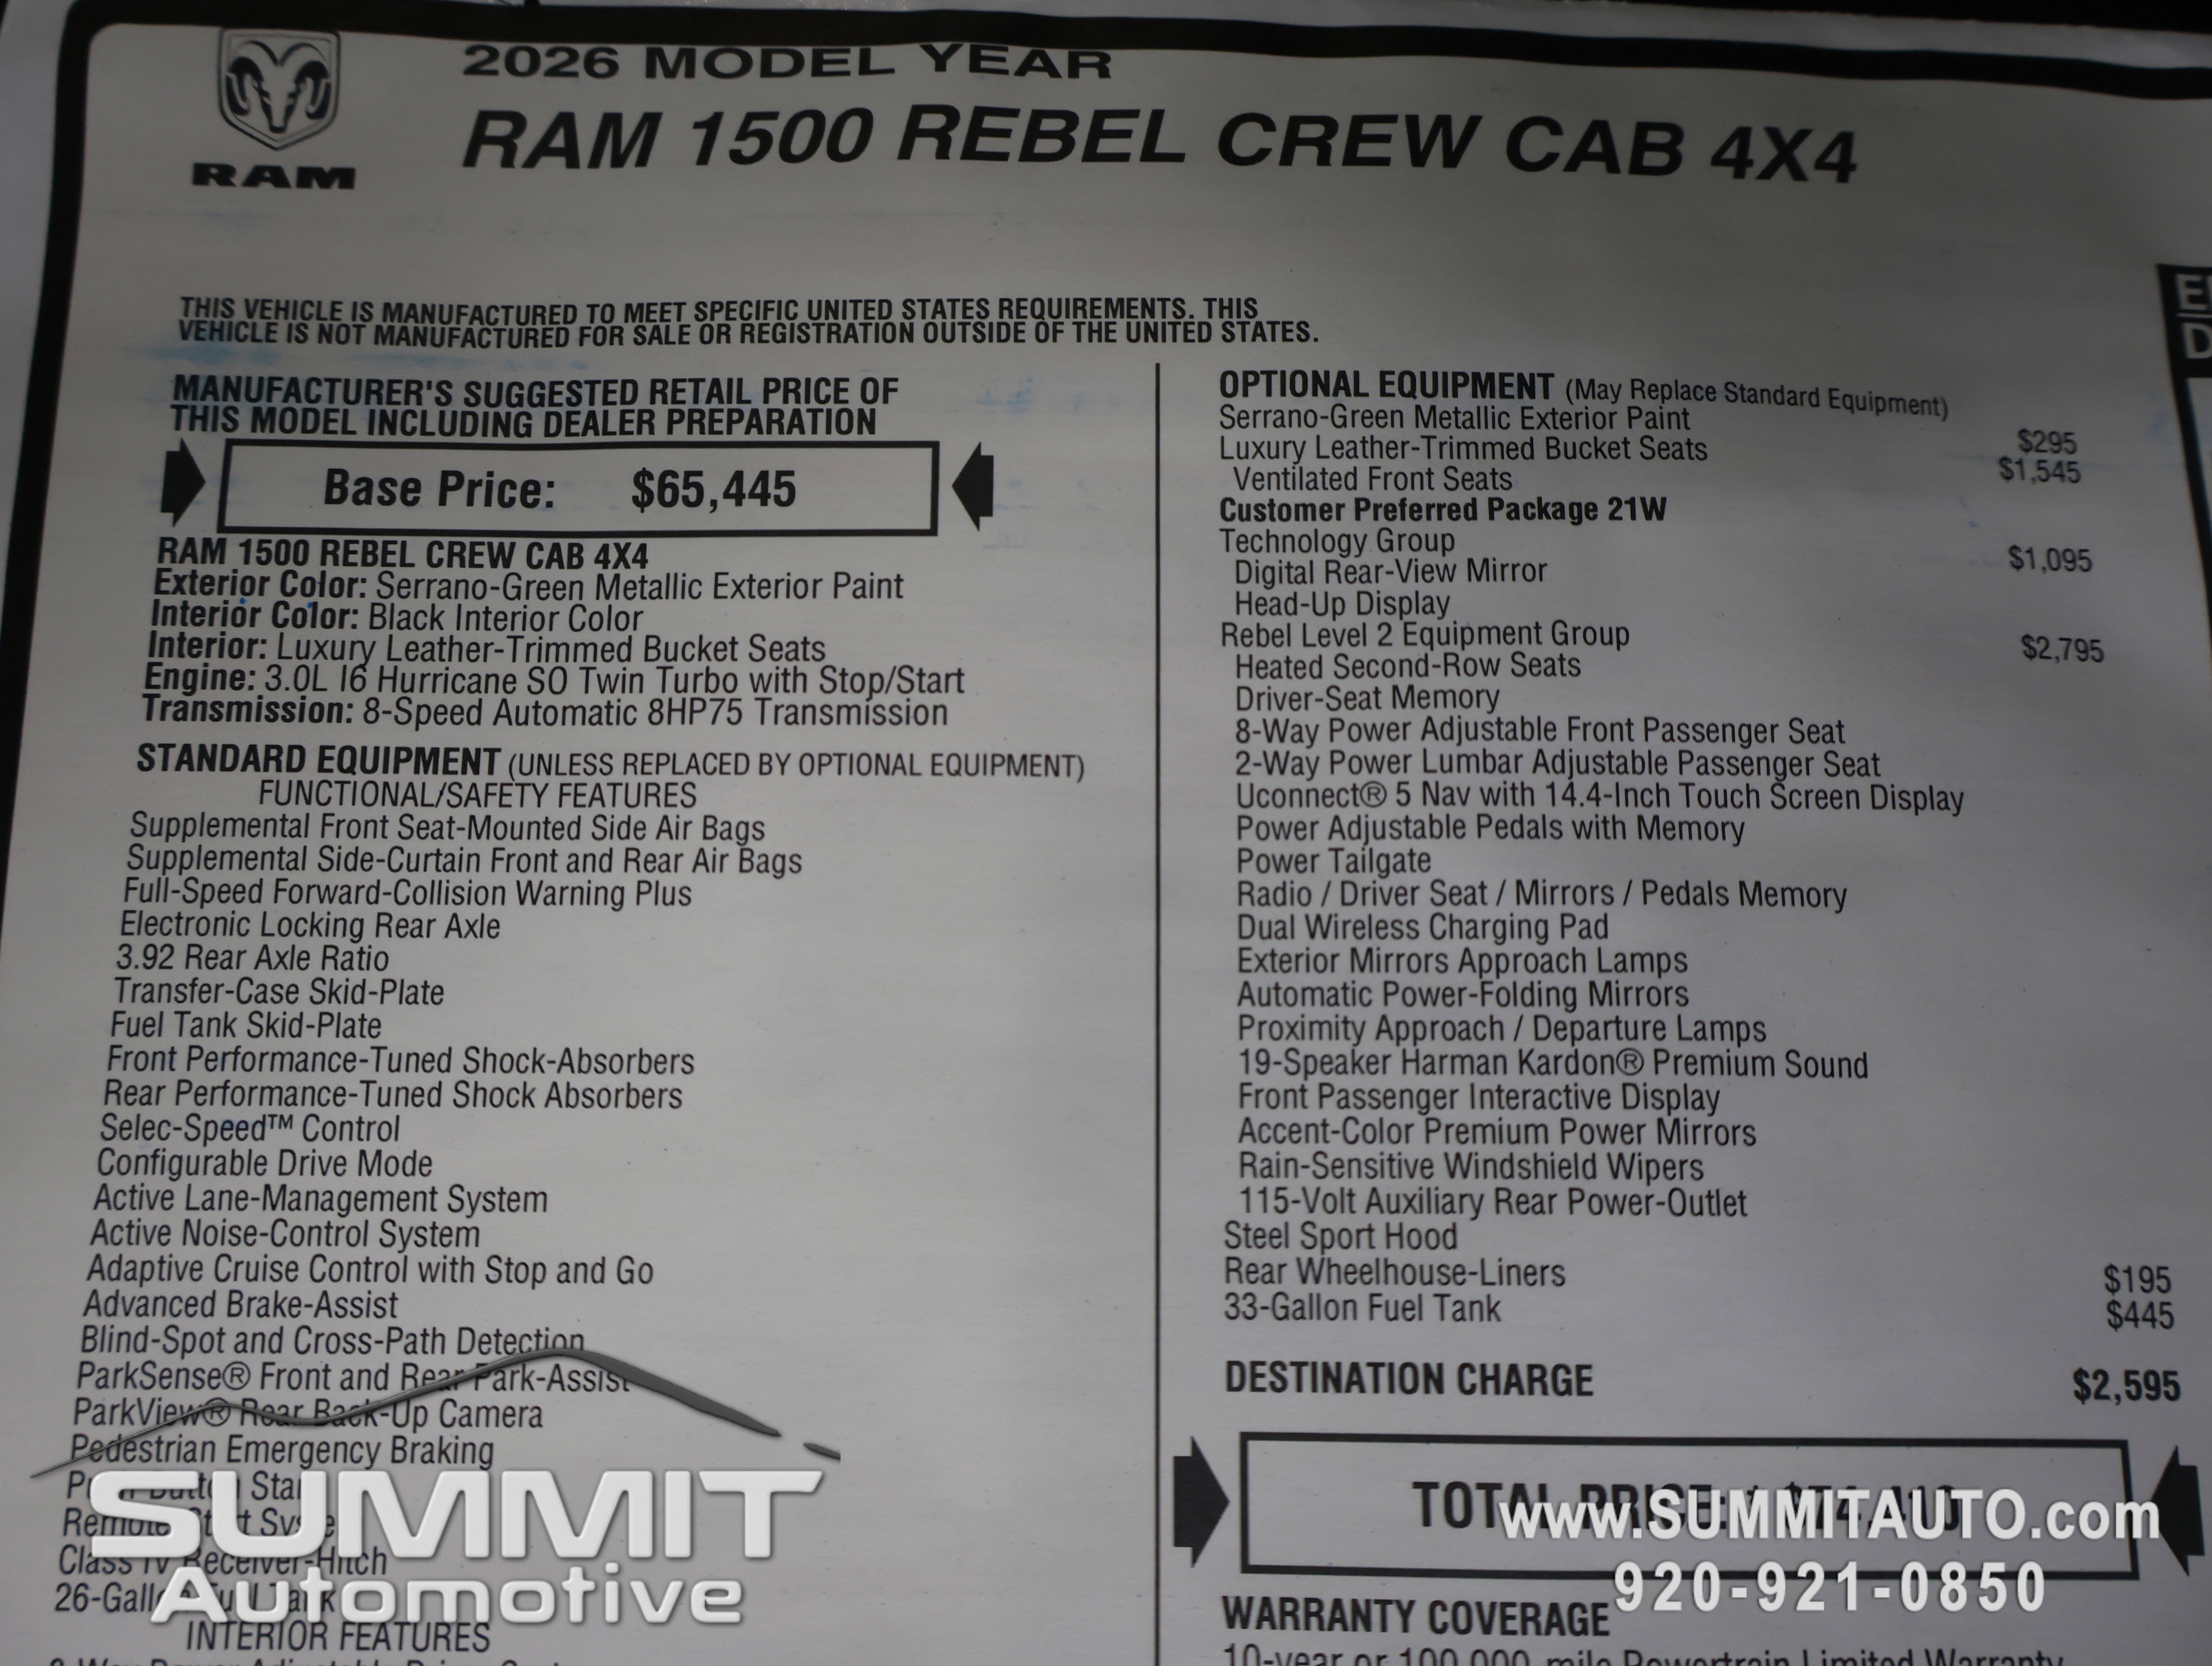 2026 MODEL YEAR
RAM 1500 REBEL CREW CAB 4X4
RAM
THIS VEHICLE IS MANUFACTURED TO MEET SPECIFIC UNITED STATES REQUIREMENTS. THIS
VEHICLE IS NOT MANUFACTURED FOR SALE OR REGISTRATION OUTSIDE OF THE UNITED STATES.
MANUFACTURER'S SUGGESTED RETAIL PRICE OF
THIS MODEL INCLUDING DEALER PREPARATION
Base Price: $65,445
RAM 1500 REBEL CREW CAB 4X4
Exterior Color: Serrano-Green Metallic Exterior Paint
Interior Color: Black Interior Color
Interior: Luxury Leather-Trimmed Bucket Seats
Engine: 3.0L I6 Hurricane SO Twin Turbo with Stop/Start
Transmission: 8-Speed Automatic 8HP75 Transmission
STANDARD EQUIPMENT (UNLESS REPLACED BY OPTIONAL EQUIPMENT)
FUNCTIONAL/SAFETY FEATURES
Supplemental Front Seat-Mounted Side Air Bags
Supplemental Side-Curtain Front and Rear Air Bags
Full-Speed Forward-Collision Warning Plus
Electronic Locking Rear Axle
3.92 Rear Axle Ratio
Transfer-Case Skid-Plate
Fuel Tank Skid-Plate
Front Performance-Tuned Shock-Absorbers
Rear Performance-Tuned Shock Absorbers
Selec-Speed™ Control
Configurable Drive Mode
Active Lane-Management System
Active Noise-Control System
Adaptive Cruise Control with Stop and Go
Advanced Brake-Assist
Blind-Spot and Cross-Path Detection
ParkSense® Front and Rear Park-Assist
ParkView® Rear Back-Up Camera
Pedestrian Emergency Braking
Remote Start
Class IV Receiver-Hitch
26-Gallon Fuel Tank
INTERIOR FEATURES
OPTIONAL EQUIPMENT (May Replace Standard Equipment)
Serrano-Green Metallic Exterior Paint $295
Luxury Leather-Trimmed Bucket Seats $1,545
Ventilated Front Seats
Customer Preferred Package 21W
Technology Group $1,095
Digital Rear-View Mirror
Head-Up Display
Rebel Level 2 Equipment Group $2,795
Heated Second-Row Seats
Driver-Seat Memory
8-Way Power Adjustable Front Passenger Seat
2-Way Power Lumbar Adjustable Passenger Seat
Uconnect® 5 Nav with 14.4-Inch Touch Screen Display
Power Adjustable Pedals with Memory
Power Tailgate
Radio / Driver Seat / Mirrors / Pedals Memory
Dual Wireless Charging Pad
Exterior Mirrors Approach Lamps
Automatic Power-Folding Mirrors
Proximity Approach / Departure Lamps
19-Speaker Harman Kardon® Premium Sound
Front Passenger Interactive Display
Accent-Color Premium Power Mirrors
Rain-Sensitive Windshield Wipers
115-Volt Auxiliary Rear Power-Outlet
Steel Sport Hood
Rear Wheelhouse-Liners $195
33-Gallon Fuel Tank $445
DESTINATION CHARGE $2,595
TOTAL PRICE:
WARRANTY COVERAGE
10-year or 100,000-mile Powertrain Limited Warranty
SUMMIT
Automotive
www.SUMMITAUTO.com
920-921-0850